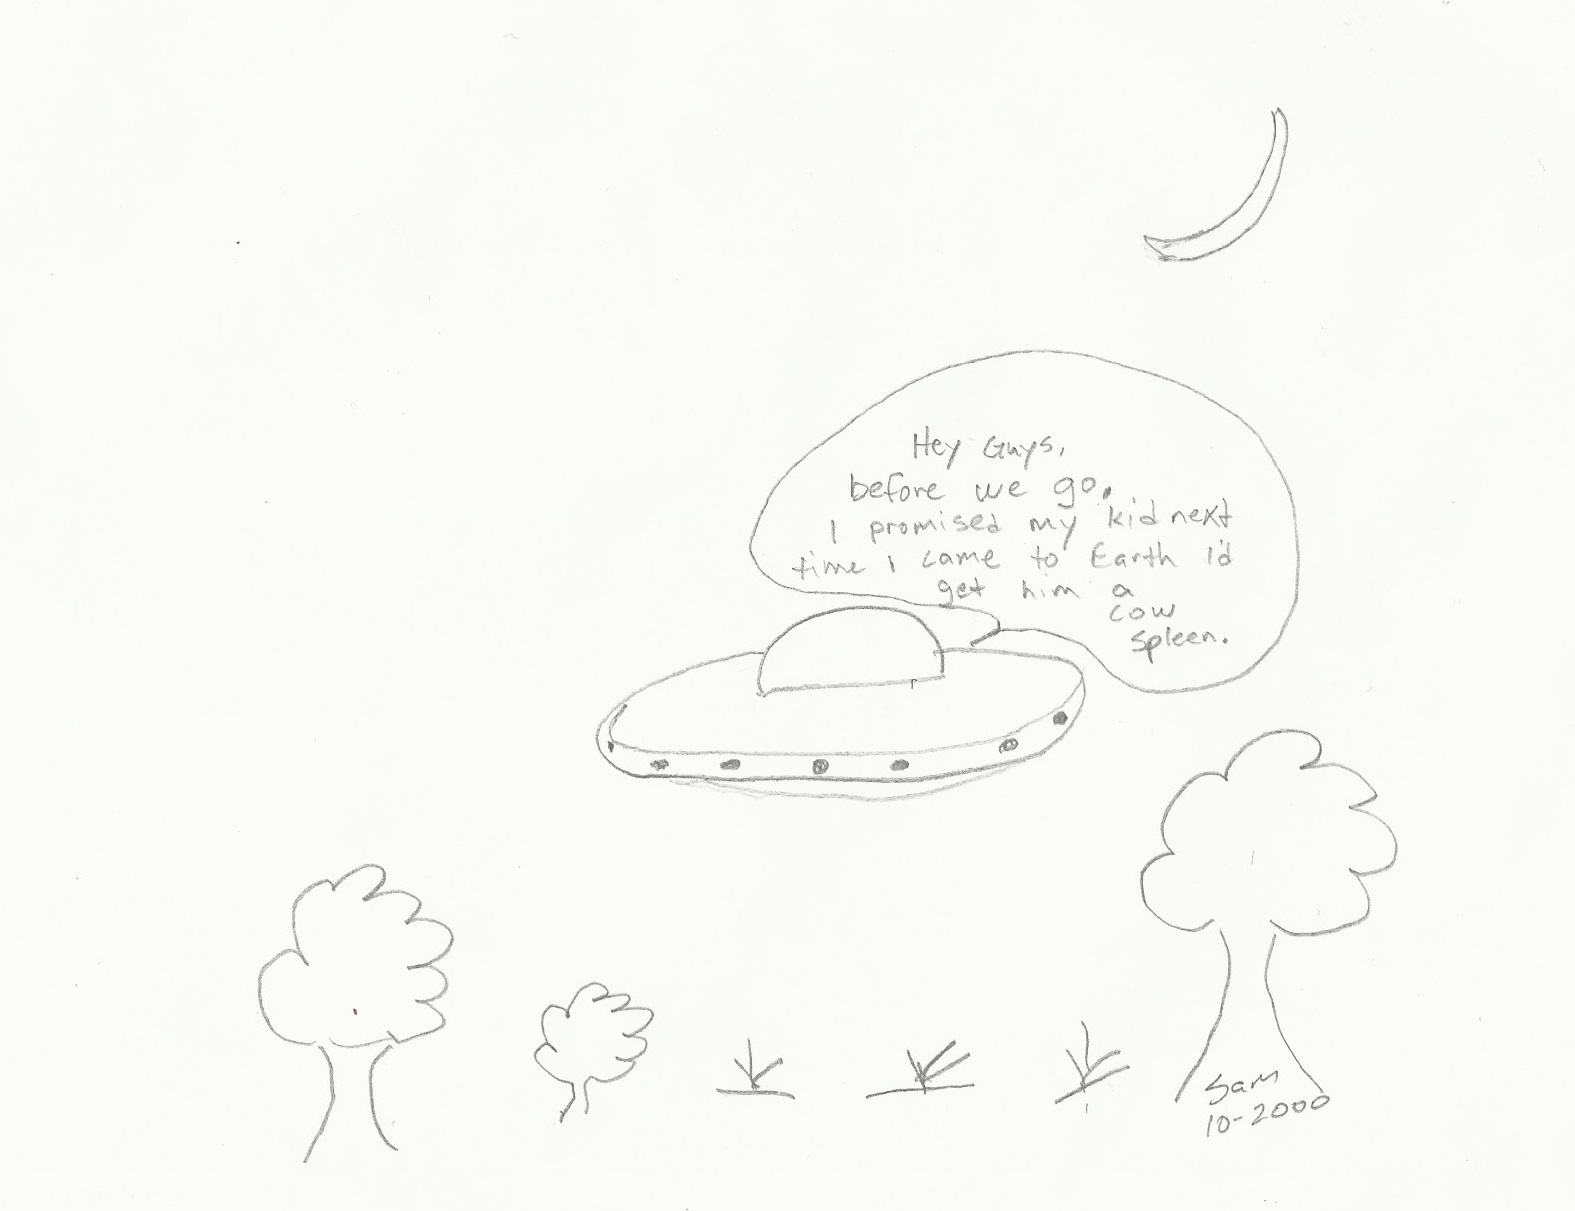 Hey Guys,
before we go,
I promised my kid next
time I came to Earth I'd
get him a
cow
spleen.
Sam
10-2000